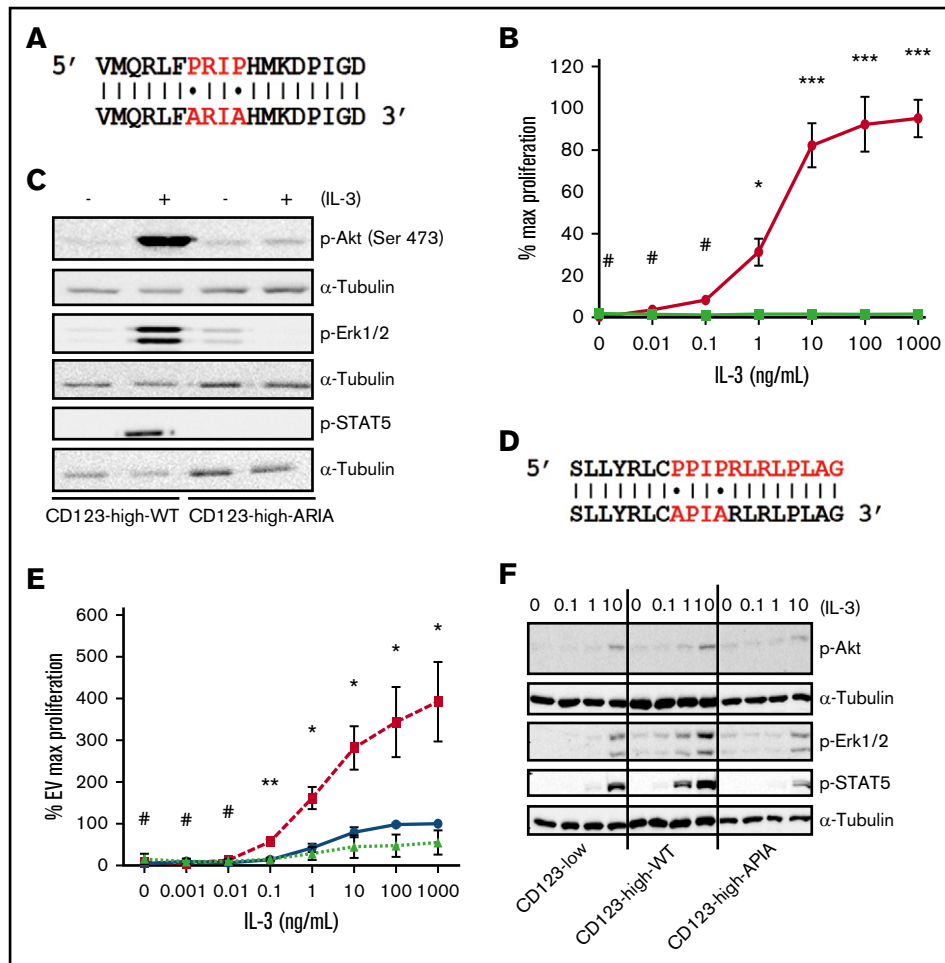 A
5' VMQRLFPRIPHMKDPIGD
ARIAHMKDPIGD
VMQRLFARIAHMKDPIGD 3'
B
% max proliferation
120
100
80
60
40
20
0
# # # * *** *** ***
0 0.01 0.1 1 10 100 1000
IL-3 (ng/mL)
C
- + - + (IL-3)
p-Akt (Ser 473)
α-Tubulin
p-Erk1/2
α-Tubulin
p-STAT5
α-Tubulin
CD123-high-WT CD123-high-ARIA
D
5' SLLYRLCPPIPRLRLPLAG
SLLYRLCAPIARLRLPLAG 3'
E
% EV max proliferation
600
500
400
300
200
100
0
# # # ** * * * *
0 0.001 0.01 0.1 1 10 100 1000
IL-3 (ng/mL)
F
0 0.1 1 10 0 0.1 1 10 0 0.1 1 10 (IL-3)
p-Akt
α-Tubulin
p-Erk1/2
p-STAT5
α-Tubulin
CD123-low
CD123-high-WT
CD123-high-APIA